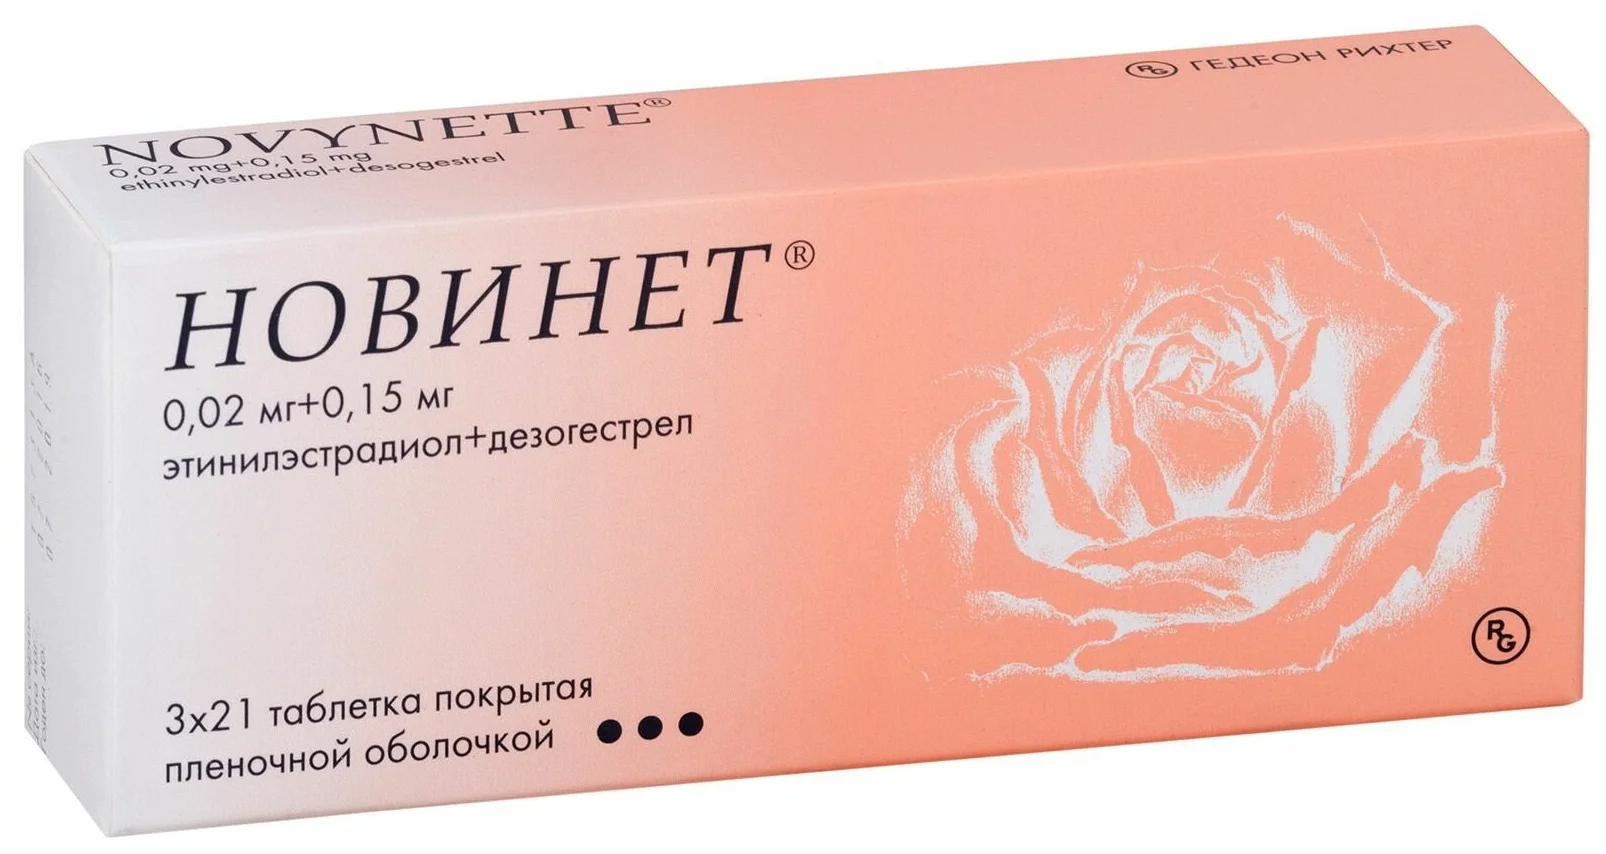 RG ГЕДЕОН РИХТЕР
NOVYNETTE®
0,02 mg+0,15 mg
ethinylestradiol+desogestrel
НОВИНЕТ®
0,02 мг+0,15 мг
этинилэстрадиол+дезогестрел
3x21 таблетка покрытая
пленочной оболочкой
RG